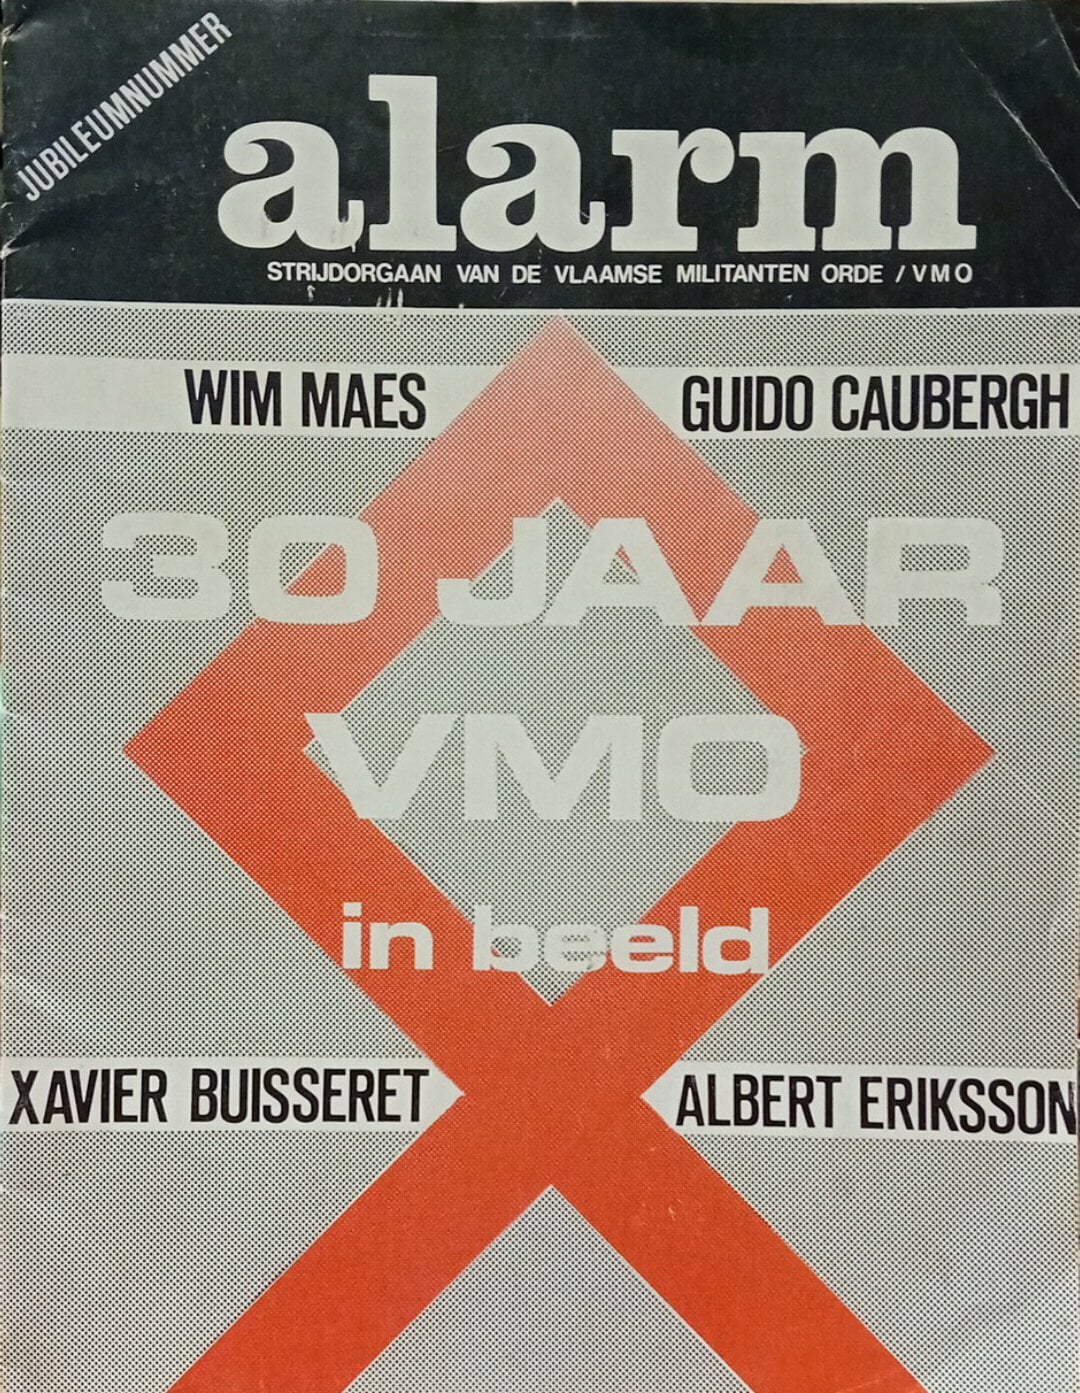 JUBILEUMNUMMER
alarm
STRIJDORGAAN VAN DE VLAAMSE MILITANTEN ORDE / VMO
WIM MAES
GUIDO CAUBERGH
30 JAAR
VMO
in beeld
XAVIER BUISSERET
ALBERT ERIKSSON